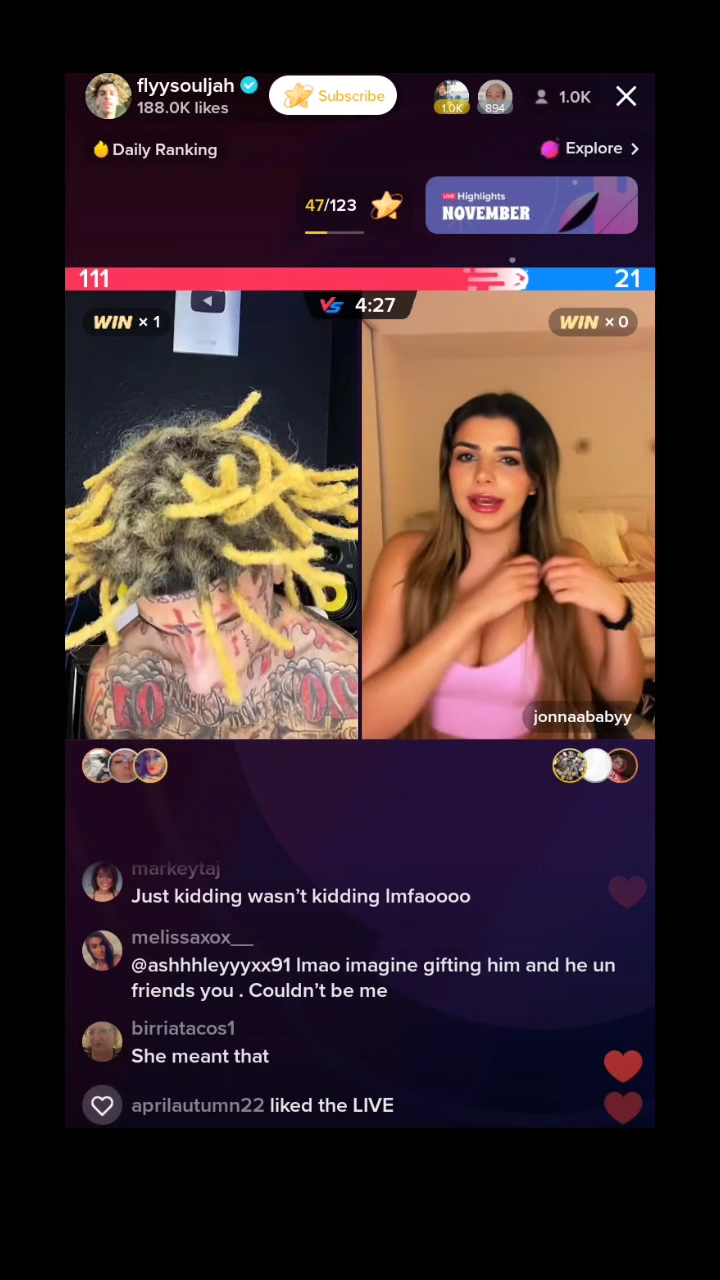 flyysouljah
188.0K likes
Subscribe
1.0K
894
1.0K
Daily Ranking
Explore
47/123
LIVE Highlights
NOVEMBER
111
21
WIN × 1
VS 4:27
WIN × 0
jonnaababyy
markeytaj
Just kidding wasn’t kidding lmfaoooo
melissaxox__
@ashhhleyyyxx91 lmao imagine gifting him and he un
friends you . Couldn’t be me
birriatacos1
She meant that
aprilautumn22 liked the LIVE